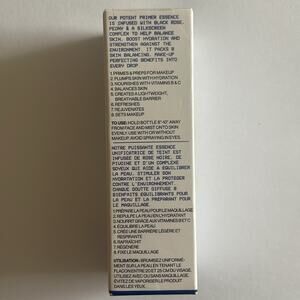 OUR POTENT PRIMER ESSENCE
IS INFUSED WITH BLACK ROSE,
PEONY & A SILKSCREEN
COMPLEX TO HELP BALANCE
SKIN, BOOST HYDRATION AND
STRENGTHEN AGAINST THE
ENVIRONMENT. IT PACKS 8
SKIN BALANCING, MAKE-UP
PERFECTING BENEFITS INTO
EVERY DROP.
1. PRIMES & PREPS FOR MAKEUP
2. PLUMPS SKIN WITH HYDRATION
3. NOURISHES WITH VITAMINS B & C
4. BALANCES SKIN
5. CREATES A LIGHTWEIGHT,
BREATHABLE BARRIER
6. REFRESHES
7. REJUVENATES
8. SETS MAKEUP
TO USE: HOLD BOTTLE 8"-10" AWAY
FROM FACE AND MIST ONTO SKIN
EVENLY. USE WITH OR WITHOUT
MAKEUP. AVOID SPRAYING IN EYES.
NOTRE PUISSANTE ESSENCE
UNIFICATRICE DE TEINT EST
INFUSÉE DE ROSE NOIRE, DE
PIVOINE ET D'UN COMPLEXE
SOYEUX QUI AIDE A ÉQUILIBRER
LA PEAU, STIMULER SON
HYDRATATION ET LA PROTÉGER
CONTRE L'ENVIRONNEMENT.
CHAQUE GOUTTE DIFFUSE 8
BIENFAITS ÉQUILIBRANTS POUR
LA PEAU ET LA PRÉPARANT POUR
LE MAQUILLAGE.
1. PRÉPARE LA PEAU POUR LE MAQUILLAGE
2. REPULPE LA PEAU EN L'HYDRATANT
3. NOURRIT GRÂCE AUX VITAMINES B ET C
4. ÉQUILIBRE LA PEAU
5. CRÉE UNE BARRIÈRE LÉGÈRE ET
RESPIRANTE
6. RAFRAÎCHIT
7. RÉGÉNÈRE
8. FIXE LE MAQUILLAGE
UTILISATION : BRUMISEZ UNIFORMÉ-
MENT SUR LA PEAU EN TENANT LE
FLACON ENTRE 20 ET 25 CM DU VISAGE.
UTILISEZ AVEC OU SANS MAQUILLAGE.
ÉVITEZ DE VAPORISER LE PRODUIT
DANS LES YEUX.